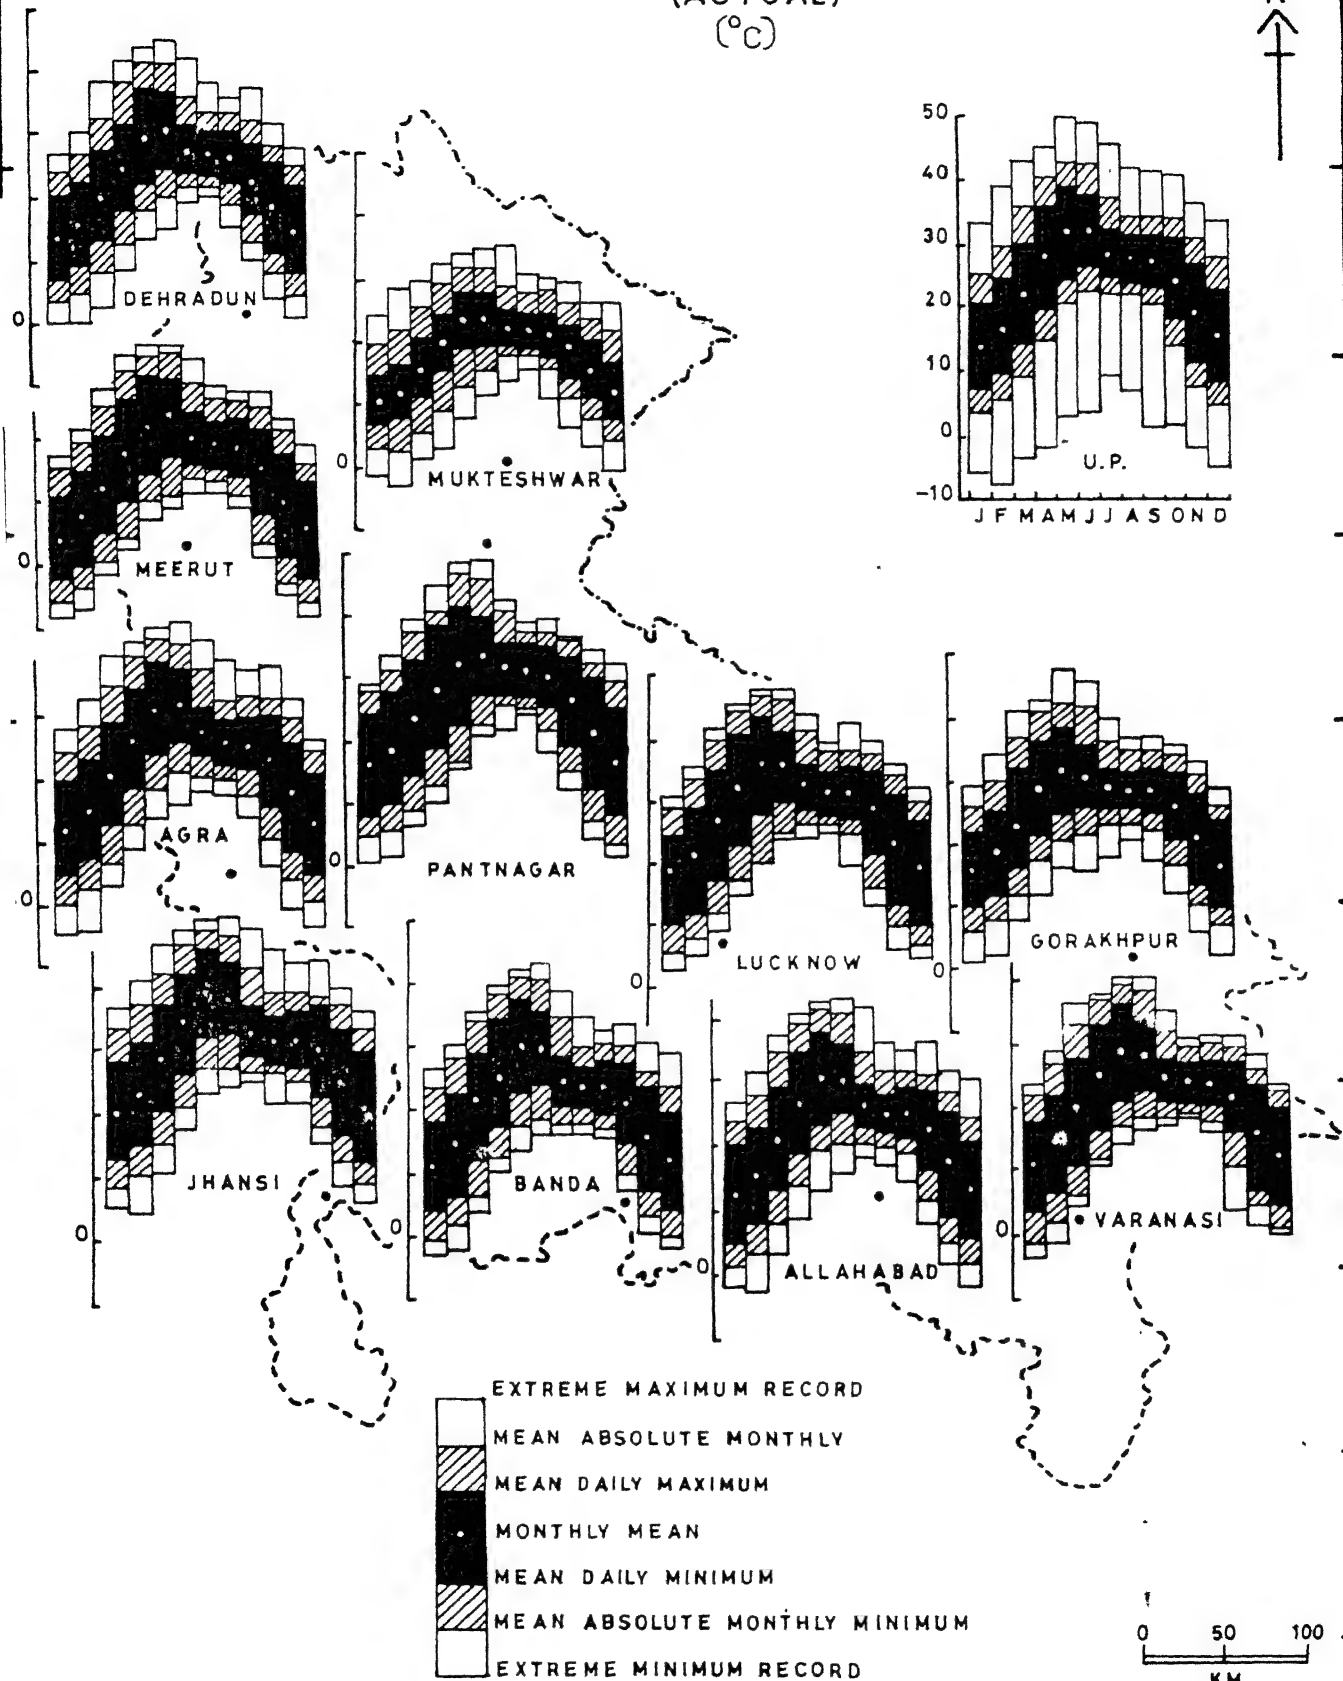 (ACTUAL)
(°C)
50
40
30
20
10
0
-10
U.P.
J F M A M J J A S O N D
0
DEHRADUN
0
MUKTESHWAR
0
MEERUT
0
PANTNAGAR
0
AGRA
0
LUCKNOW
0
GORAKHPUR
0
JHANSI
0
BANDA
0
ALLAHABAD
0
VARANASI
EXTREME MAXIMUM RECORD
MEAN ABSOLUTE MONTHLY
MEAN DAILY MAXIMUM
MONTHLY MEAN
MEAN DAILY MINIMUM
MEAN ABSOLUTE MONTHLY MINIMUM
EXTREME MINIMUM RECORD
0 50 100
KM